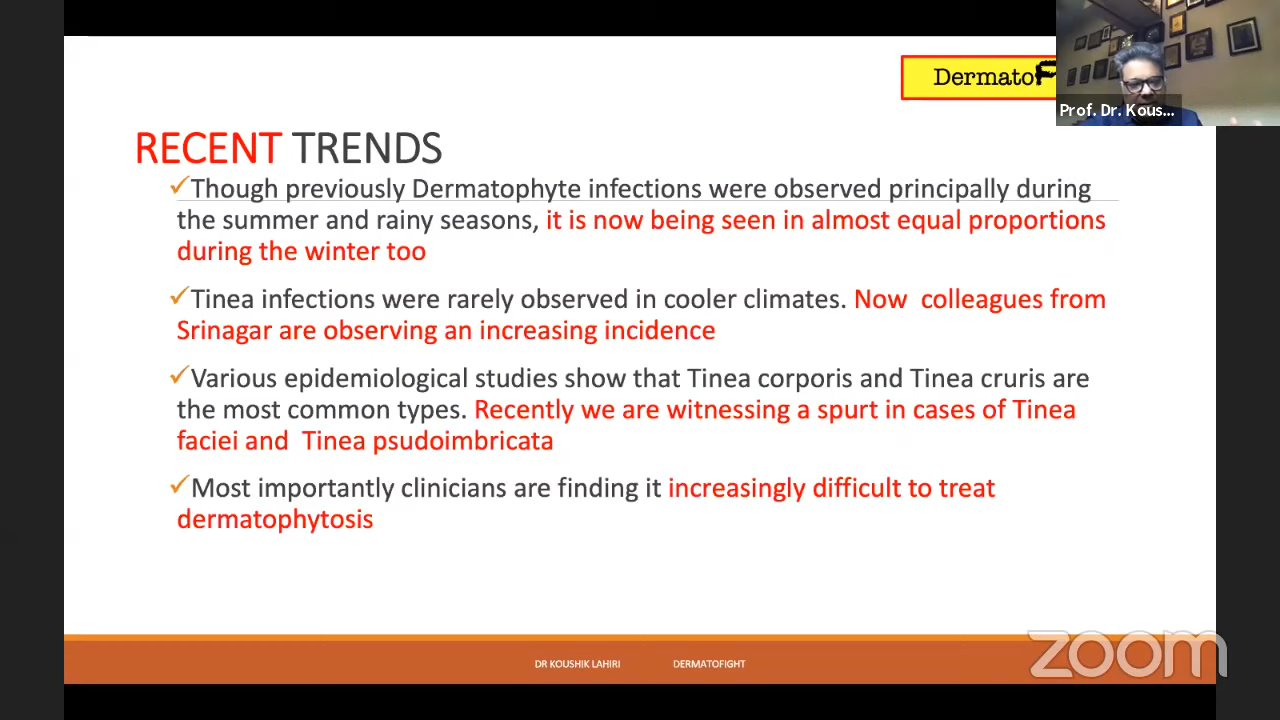 DermatoF
Prof. Dr. Kous...
RECENT TRENDS
✓Though previously Dermatophyte infections were observed principally during
the summer and rainy seasons, it is now being seen in almost equal proportions
during the winter too
✓Tinea infections were rarely observed in cooler climates. Now colleagues from
Srinagar are observing an increasing incidence
✓Various epidemiological studies show that Tinea corporis and Tinea cruris are
the most common types. Recently we are witnessing a spurt in cases of Tinea
faciei and Tinea psudoimbricata
✓Most importantly clinicians are finding it increasingly difficult to treat
dermatophytosis
DR KOUSHIK LAHIRI DERMATOFIGHT
zoom